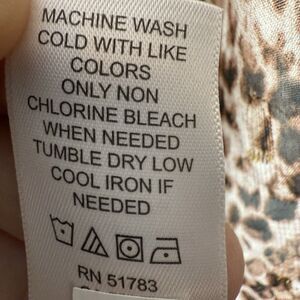 MACHINE WASH
COLD WITH LIKE
COLORS
ONLY NON
CHLORINE BLEACH
WHEN NEEDED
TUMBLE DRY LOW
COOL IRON IF
NEEDED
RN 51783